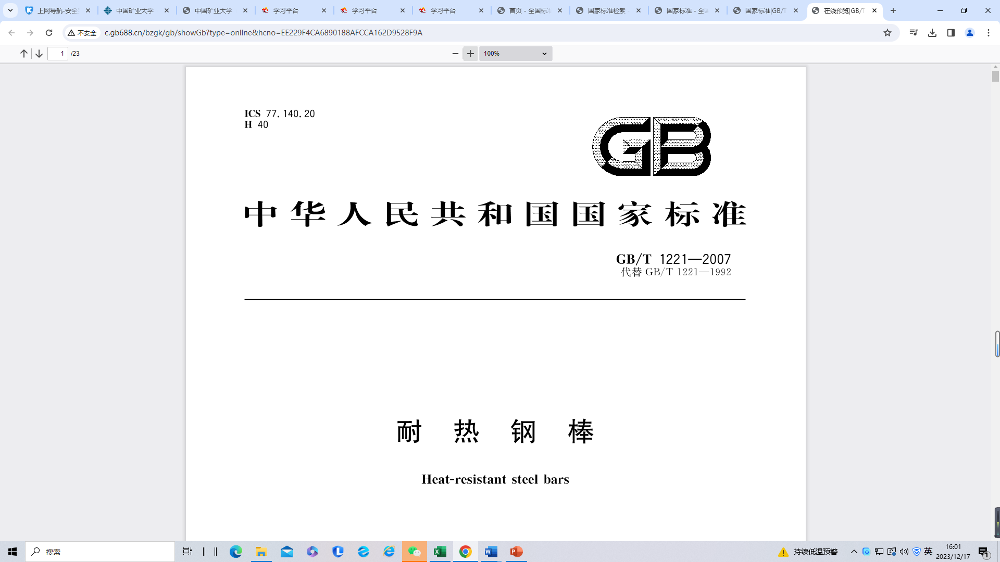 上网导航-安全
中国矿业大学
中国矿业大学
学习平台
学习平台
学习平台
首页 - 全国标
国家标准检索 -
国家标准 - 全国
国家标准|GB/T
在线预览|GB/T
不安全
c.gb688.cn/bzgk/gb/showGb?type=online&hcno=EE229F4CA6890188AFCCA162D9528F9A
1 /23
100%
ICS 77.140.20
H 40
GB
中华人民共和国国家标准
GB/T 1221—2007
代替 GB/T 1221—1992
耐热钢棒
Heat-resistant steel bars
搜索
持续低温预警
英
16:01
2023/12/17
1